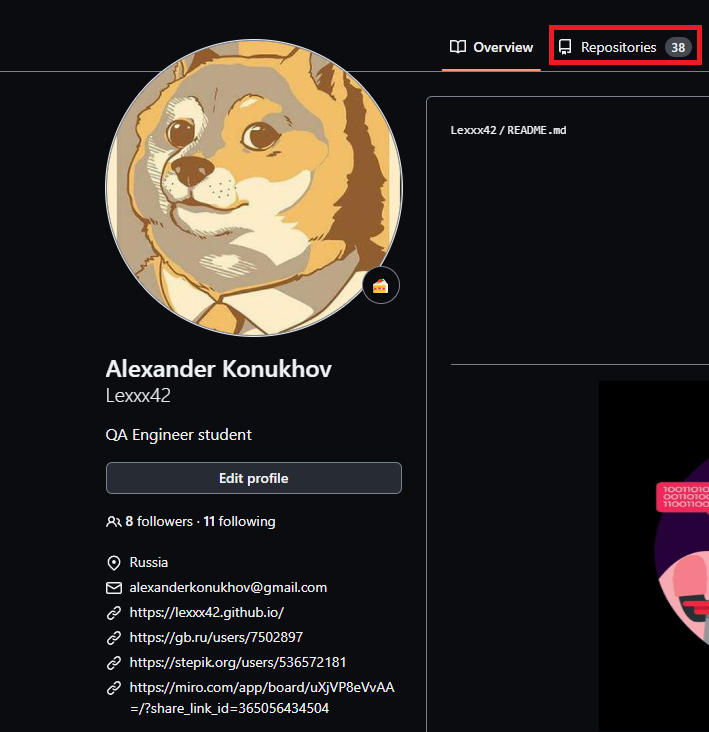 Overview Repositories 38
Lexxx42 / README.md
Alexander Konukhov
Lexxx42
QA Engineer student
Edit profile
8 followers · 11 following
Russia
alexanderkonukhov@gmail.com
https://lexxx42.github.io/
https://gb.ru/users/7502897
https://stepik.org/users/536572181
https://miro.com/app/board/uXjVP8eVvAA
=/?share_link_id=365056434504
1001101
0011010
1100110